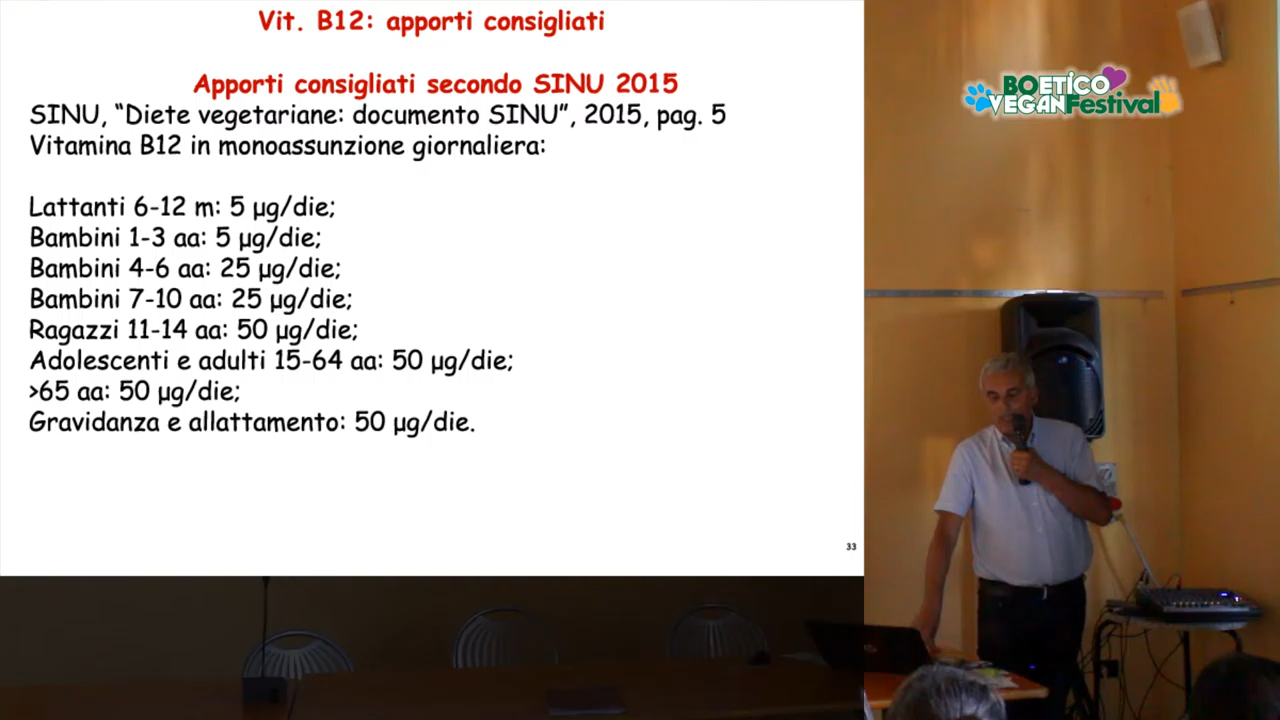 Vit. B12: apporti consigliati
Apporti consigliati secondo SINU 2015
SINU, “Diete vegetariane: documento SINU”, 2015, pag. 5
Vitamina B12 in monoassunzione giornaliera:
Lattanti 6-12 m: 5 µg/die;
Bambini 1-3 aa: 5 µg/die;
Bambini 4-6 aa: 25 µg/die;
Bambini 7-10 aa: 25 µg/die;
Ragazzi 11-14 aa: 50 µg/die;
Adolescenti e adulti 15-64 aa: 50 µg/die;
>65 aa: 50 µg/die;
Gravidanza e allattamento: 50 µg/die.
33
BOETICO
VEGANFestival